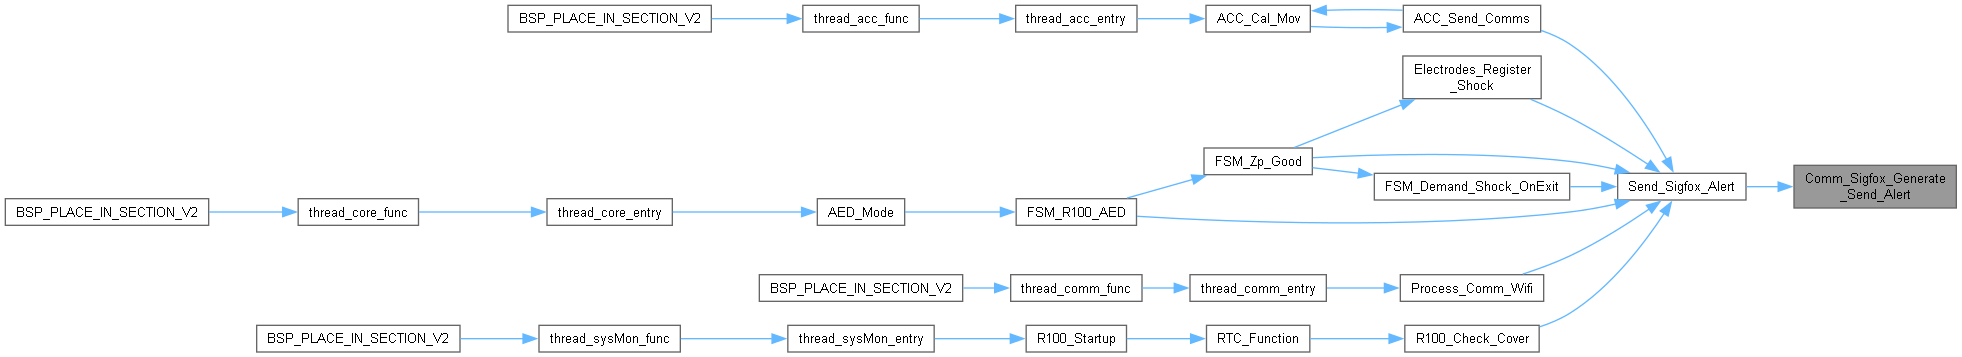 BSP_PLACE_IN_SECTION_V2
thread_acc_func
thread_acc_entry
ACC_Cal_Mov
ACC_Send_Comms
Electrodes_Register
_Shock
FSM_Zp_Good
FSM_Demand_Shock_OnExit
Send_Sigfox_Alert
Comm_Sigfox_Generate
_Send_Alert
BSP_PLACE_IN_SECTION_V2
thread_core_func
thread_core_entry
AED_Mode
FSM_R100_AED
BSP_PLACE_IN_SECTION_V2
thread_comm_func
thread_comm_entry
Process_Comm_Wifi
BSP_PLACE_IN_SECTION_V2
thread_sysMon_func
thread_sysMon_entry
R100_Startup
RTC_Function
R100_Check_Cover